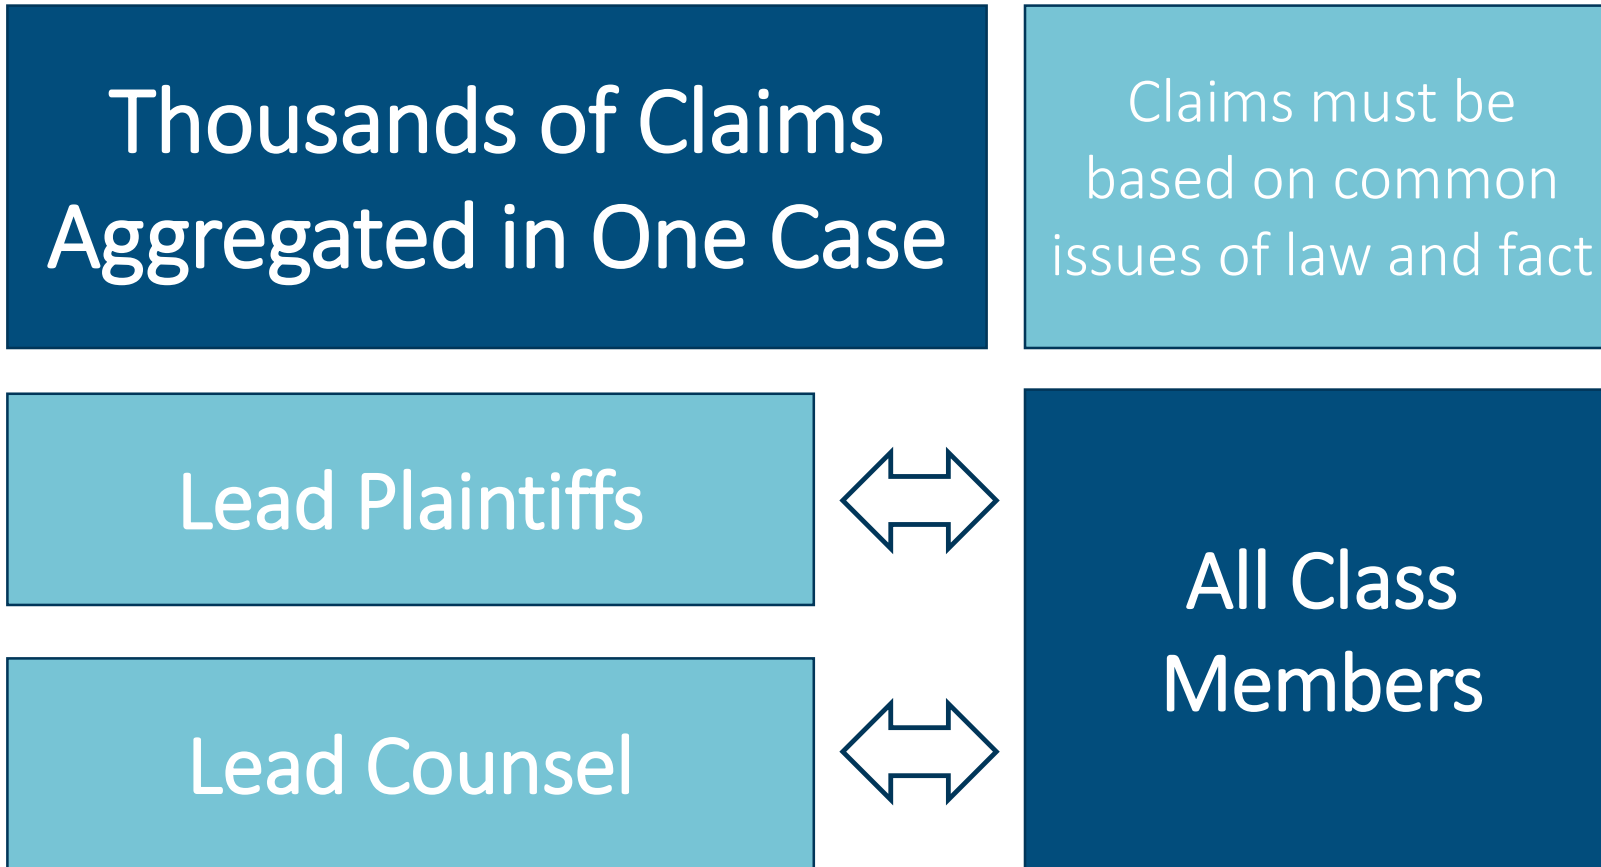 Thousands of Claims
Aggregated in One Case
Claims must be
based on common
issues of law and fact
Lead Plaintiffs
All Class
Members
Lead Counsel